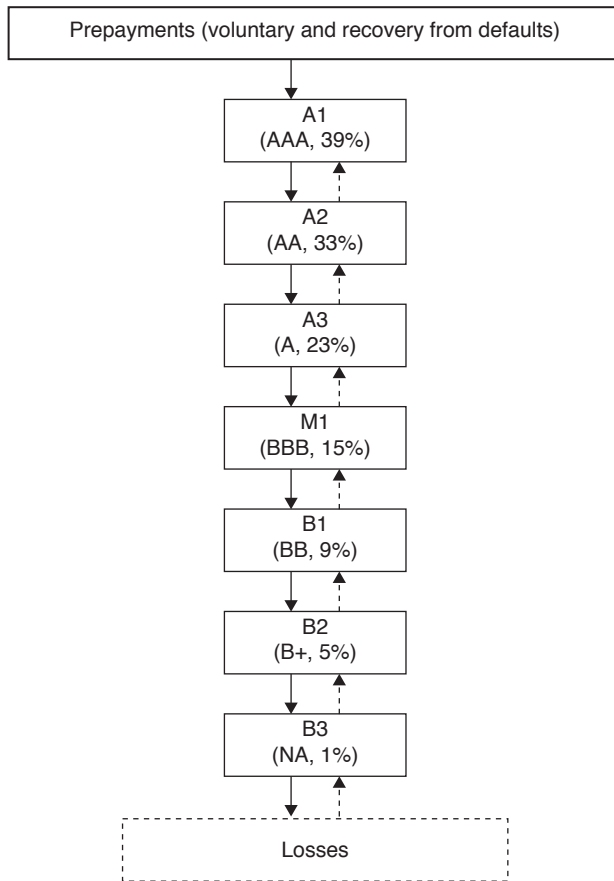 Prepayments (voluntary and recovery from defaults)
A1
(AAA, 39%)
A2
(AA, 33%)
A3
(A, 23%)
M1
(BBB, 15%)
B1
(BB, 9%)
B2
(B+, 5%)
B3
(NA, 1%)
Losses